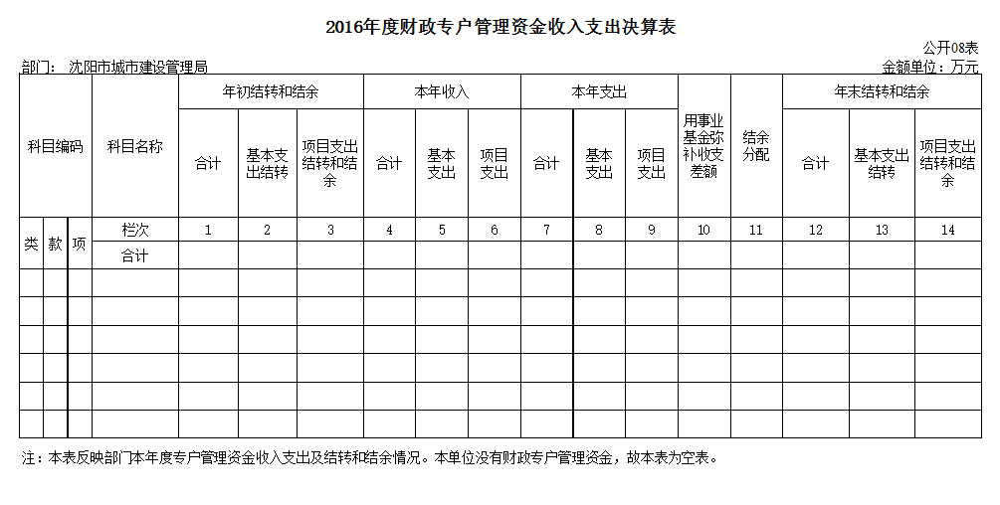 2016年度财政专户管理资金收入支出决算表
公开08表
部门： 沈阳市城市建设管理局 金额单位：万元
科目编码 科目名称 年初结转和结余 本年收入 本年支出 用事业基金弥补收支差额 结余分配 年末结转和结余
合计 基本支出结转 项目支出结转和结余 合计 基本支出 项目支出 合计 基本支出 项目支出 合计 基本支出结转 项目支出结转和结余
类 款 项 栏次 1 2 3 4 5 6 7 8 9 10 11 12 13 14
合计
注：本表反映部门本年度专户管理资金收入支出及结转和结余情况。本单位没有财政专户管理资金，故本表为空表。